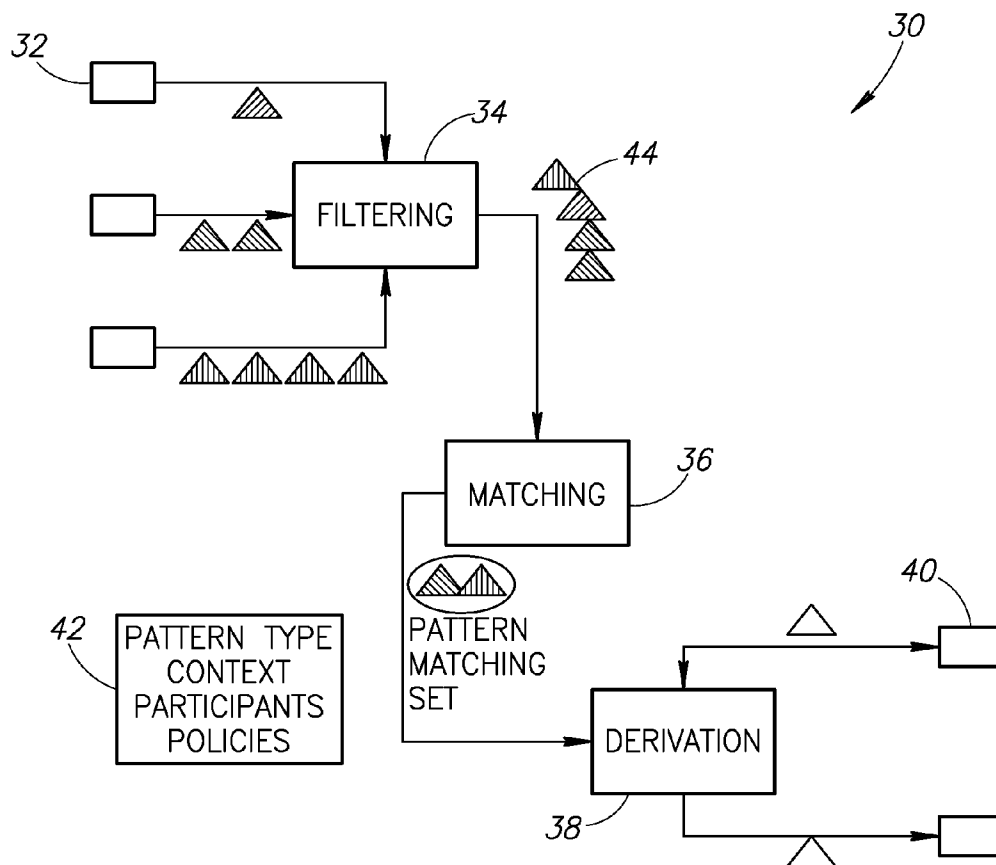 32
30
34
44
FILTERING
36
MATCHING
40
42
PATTERN TYPE
CONTEXT
PARTICIPANTS
POLICIES
PATTERN
MATCHING
SET
DERIVATION
38